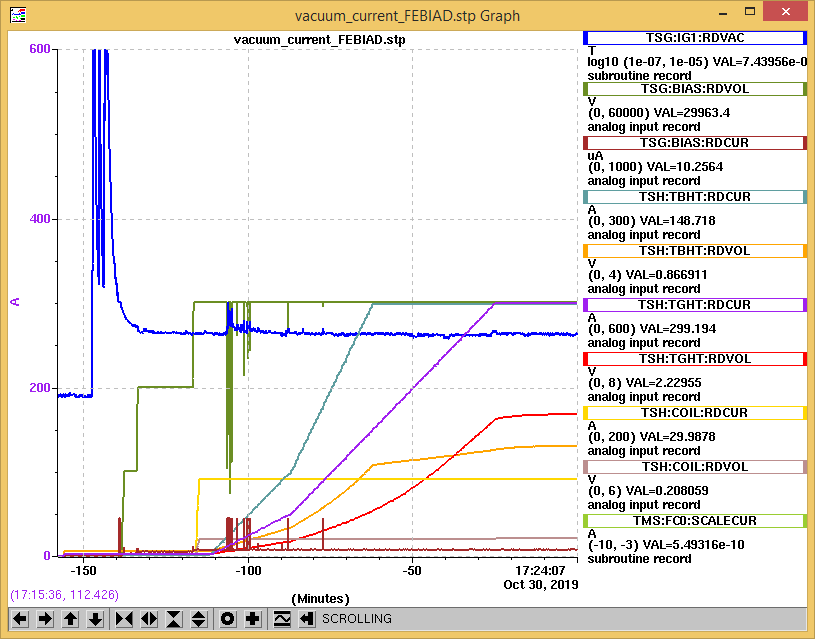 vacuum_current_FEBIAD.stp Graph
vacuum_current_FEBIAD.stp
600
400
A
200
0
-150
-100
-50
17:24:07
Oct 30, 2019
(17:15:36, 112.426)
(Minutes)
TSG:IG1:RDVAC
T
log10 (1e-07, 1e-05) VAL=7.43956e-0
subroutine record
TSG:BIAS:RDVOL
V
(0, 60000) VAL=29963.4
analog input record
TSG:BIAS:RDCUR
uA
(0, 1000) VAL=10.2564
analog input record
TSH:TBHT:RDCUR
A
(0, 300) VAL=148.718
analog input record
TSH:TBHT:RDVOL
V
(0, 4) VAL=0.866911
analog input record
TSH:TGHT:RDCUR
A
(0, 600) VAL=299.194
analog input record
TSH:TGHT:RDVOL
V
(0, 8) VAL=2.22955
analog input record
TSH:COIL:RDCUR
A
(0, 200) VAL=29.9878
analog input record
TSH:COIL:RDVOL
V
(0, 6) VAL=0.208059
analog input record
TMS:FC0:SCALECUR
A
(-10, -3) VAL=5.49316e-10
subroutine record
SCROLLING